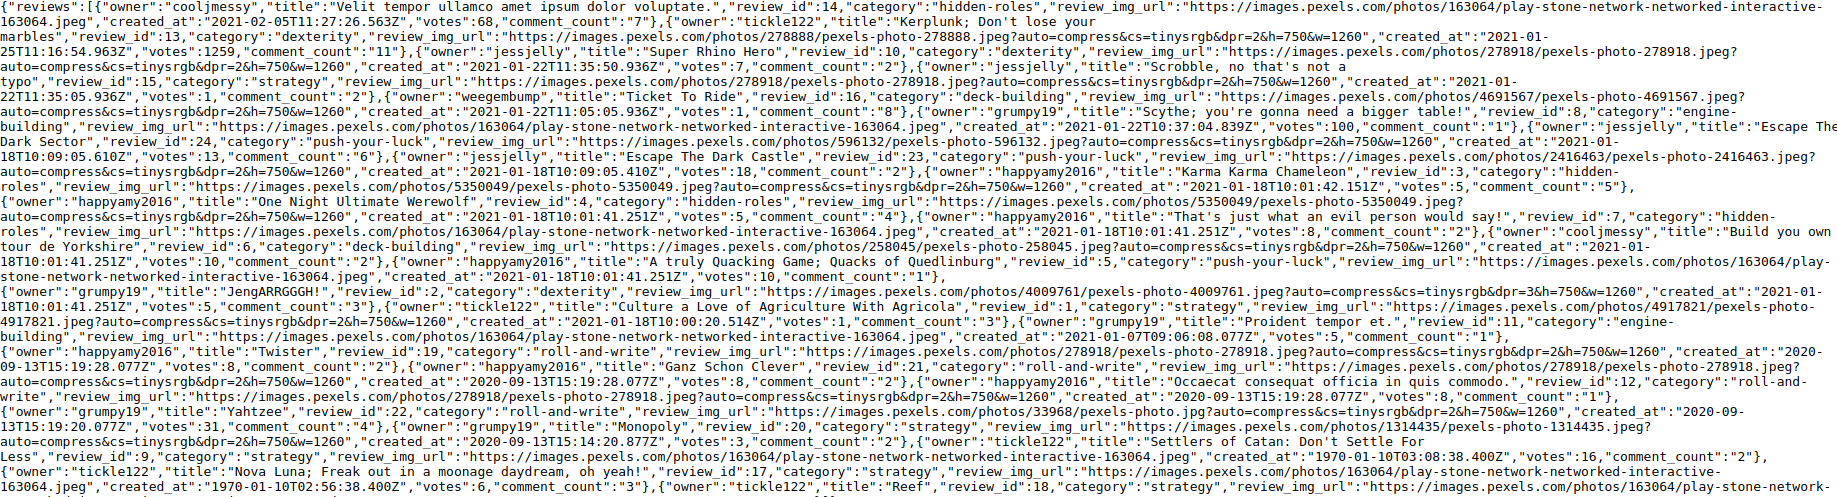 {"reviews":[{"owner":"cooljmessy","title":"Velit tempor ullamco amet ipsum dolor voluptate.","review_id":14,"category":"hidden-roles","review_img_url":"https://images.pexels.com/photos/163064/play-stone-network-networked-interactive-
163064.jpeg","created_at":"2021-02-05T11:27:26.563Z","votes":68,"comment_count":"7"},{"owner":"tickle122","title":"Kerplunk; Don't lose your
marbles","review_id":13,"category":"dexterity","review_img_url":"https://images.pexels.com/photos/278888/pexels-photo-278888.jpeg?auto=compress&cs=tinysrgb&dpr=2&h=750&w=1260","created_at":"2021-01-
25T11:16:54.963Z","votes":1259,"comment_count":"11"},{"owner":"jessjelly","title":"Super Rhino Hero","review_id":10,"category":"dexterity","review_img_url":"https://images.pexels.com/photos/278918/pexels-photo-278918.jpeg?
auto=compress&cs=tinysrgb&dpr=2&h=750&w=1260","created_at":"2021-01-22T11:35:50.936Z","votes":7,"comment_count":"2"},{"owner":"jessjelly","title":"Scrobble, no that's not a
typo","review_id":15,"category":"strategy","review_img_url":"https://images.pexels.com/photos/278918/pexels-photo-278918.jpeg?auto=compress&cs=tinysrgb&dpr=2&h=750&w=1260","created_at":"2021-01-
22T11:35:05.936Z","votes":1,"comment_count":"2"},{"owner":"weegembump","title":"Ticket To Ride","review_id":16,"category":"deck-building","review_img_url":"https://images.pexels.com/photos/4691567/pexels-photo-4691567.jpeg?
auto=compress&cs=tinysrgb&dpr=2&h=750&w=1260","created_at":"2021-01-22T11:05:05.936Z","votes":1,"comment_count":"8"},{"owner":"grumpy19","title":"Scythe; you're gonna need a bigger table!","review_id":8,"category":"engine-
building","review_img_url":"https://images.pexels.com/photos/163064/play-stone-network-networked-interactive-163064.jpeg","created_at":"2021-01-22T10:37:04.839Z","votes":100,"comment_count":"1"},{"owner":"jessjelly","title":"Escape The
Dark Sector","review_id":24,"category":"push-your-luck","review_img_url":"https://images.pexels.com/photos/596132/pexels-photo-596132.jpeg?auto=compress&cs=tinysrgb&dpr=2&h=750&w=1260","created_at":"2021-01-
18T10:09:05.610Z","votes":13,"comment_count":"6"},{"owner":"jessjelly","title":"Escape The Dark Castle","review_id":23,"category":"push-your-luck","review_img_url":"https://images.pexels.com/photos/2416463/pexels-photo-2416463.jpeg?
auto=compress&cs=tinysrgb&dpr=2&h=750&w=1260","created_at":"2021-01-18T10:09:05.410Z","votes":18,"comment_count":"2"},{"owner":"happyamy2016","title":"Karma Karma Chameleon","review_id":3,"category":"hidden-
roles","review_img_url":"https://images.pexels.com/photos/5350049/pexels-photo-5350049.jpeg?auto=compress&cs=tinysrgb&dpr=2&h=750&w=1260","created_at":"2021-01-18T10:01:42.151Z","votes":5,"comment_count":"5"},
{"owner":"happyamy2016","title":"One Night Ultimate Werewolf","review_id":4,"category":"hidden-roles","review_img_url":"https://images.pexels.com/photos/5350049/pexels-photo-5350049.jpeg?
auto=compress&cs=tinysrgb&dpr=2&h=750&w=1260","created_at":"2021-01-18T10:01:41.251Z","votes":5,"comment_count":"4"},{"owner":"happyamy2016","title":"That's just what an evil person would say!","review_id":7,"category":"hidden-
roles","review_img_url":"https://images.pexels.com/photos/163064/play-stone-network-networked-interactive-163064.jpeg","created_at":"2021-01-18T10:01:41.251Z","votes":8,"comment_count":"2"},{"owner":"cooljmessy","title":"Build you own
tour de Yorkshire","review_id":6,"category":"deck-building","review_img_url":"https://images.pexels.com/photos/258045/pexels-photo-258045.jpeg?auto=compress&cs=tinysrgb&dpr=2&h=750&w=1260","created_at":"2021-01-
18T10:01:41.251Z","votes":10,"comment_count":"2"},{"owner":"happyamy2016","title":"A truly Quacking Game; Quacks of Quedlinburg","review_id":5,"category":"push-your-luck","review_img_url":"https://images.pexels.com/photos/163064/play-
stone-network-networked-interactive-163064.jpeg","created_at":"2021-01-18T10:01:41.251Z","votes":10,"comment_count":"1"},
{"owner":"grumpy19","title":"JengARRGGGH!","review_id":2,"category":"dexterity","review_img_url":"https://images.pexels.com/photos/4009761/pexels-photo-4009761.jpeg?auto=compress&cs=tinysrgb&dpr=3&h=750&w=1260","created_at":"2021-01-
18T10:01:41.251Z","votes":5,"comment_count":"3"},{"owner":"tickle122","title":"Culture a Love of Agriculture With Agricola","review_id":1,"category":"strategy","review_img_url":"https://images.pexels.com/photos/4917821/pexels-photo-
4917821.jpeg?auto=compress&cs=tinysrgb&dpr=2&h=750&w=1260","created_at":"2021-01-18T10:00:20.514Z","votes":1,"comment_count":"3"},{"owner":"grumpy19","title":"Proident tempor et.","review_id":11,"category":"engine-
building","review_img_url":"https://images.pexels.com/photos/163064/play-stone-network-networked-interactive-163064.jpeg","created_at":"2021-01-07T09:06:08.077Z","votes":5,"comment_count":"1"},
{"owner":"happyamy2016","title":"Twister","review_id":19,"category":"roll-and-write","review_img_url":"https://images.pexels.com/photos/278918/pexels-photo-278918.jpeg?auto=compress&cs=tinysrgb&dpr=2&h=750&w=1260","created_at":"2020-
09-13T15:19:28.077Z","votes":8,"comment_count":"2"},{"owner":"happyamy2016","title":"Ganz Schon Clever","review_id":21,"category":"roll-and-write","review_img_url":"https://images.pexels.com/photos/278918/pexels-photo-278918.jpeg?
auto=compress&cs=tinysrgb&dpr=2&h=750&w=1260","created_at":"2020-09-13T15:19:28.077Z","votes":8,"comment_count":"2"},{"owner":"happyamy2016","title":"Occaecat consequat officia in quis commodo.","review_id":12,"category":"roll-and-
write","review_img_url":"https://images.pexels.com/photos/278918/pexels-photo-278918.jpeg?auto=compress&cs=tinysrgb&dpr=2&h=750&w=1260","created_at":"2020-09-13T15:19:28.077Z","votes":8,"comment_count":"1"},
{"owner":"grumpy19","title":"Yahtzee","review_id":22,"category":"roll-and-write","review_img_url":"https://images.pexels.com/photos/33968/pexels-photo.jpg?auto=compress&cs=tinysrgb&dpr=2&h=750&w=1260","created_at":"2020-09-
13T15:19:20.077Z","votes":31,"comment_count":"4"},{"owner":"grumpy19","title":"Monopoly","review_id":20,"category":"strategy","review_img_url":"https://images.pexels.com/photos/1314435/pexels-photo-1314435.jpeg?
auto=compress&cs=tinysrgb&dpr=2&h=750&w=1260","created_at":"2020-09-13T15:14:20.877Z","votes":3,"comment_count":"2"},{"owner":"tickle122","title":"Settlers of Catan: Don't Settle For
Less","review_id":9,"category":"strategy","review_img_url":"https://images.pexels.com/photos/163064/play-stone-network-networked-interactive-163064.jpeg","created_at":"1970-01-10T03:08:38.400Z","votes":16,"comment_count":"2"},
{"owner":"tickle122","title":"Nova Luna; Freak out in a moonage daydream, oh yeah!","review_id":17,"category":"strategy","review_img_url":"https://images.pexels.com/photos/163064/play-stone-network-networked-interactive-
163064.jpeg","created_at":"1970-01-10T02:56:38.400Z","votes":6,"comment_count":"3"},{"owner":"tickle122","title":"Reef","review_id":18,"category":"strategy","review_img_url":"https://images.pexels.com/photos/163064/play-stone-network-